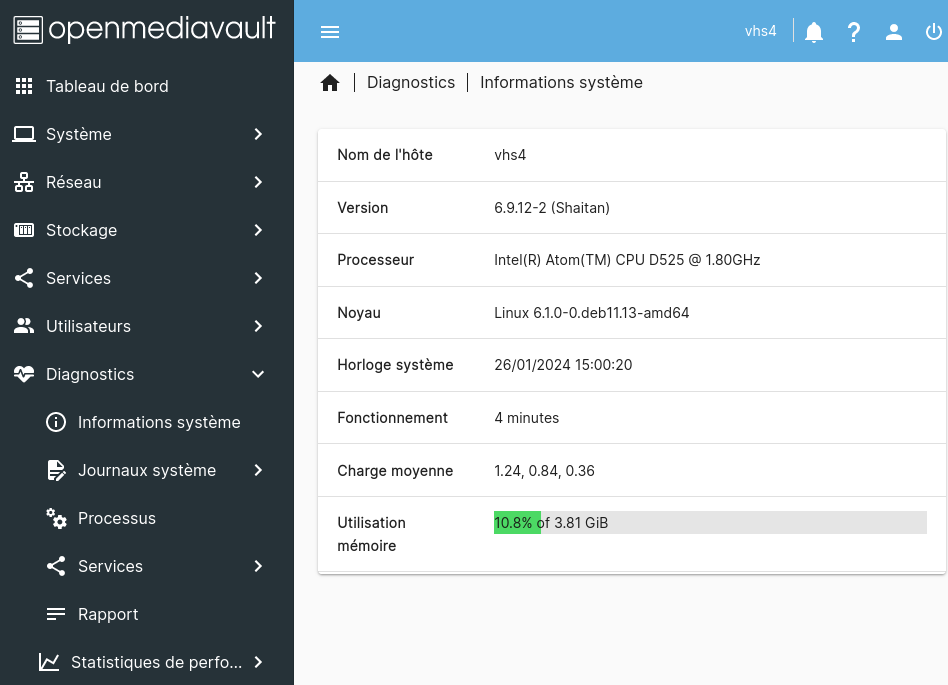 openmediavault
vhs4
Tableau de bord
Système
Réseau
Stockage
Services
Utilisateurs
Diagnostics
Informations système
Journaux système
Processus
Services
Rapport
Statistiques de perfo...
Diagnostics
Informations système
Nom de l'hôte
vhs4
Version
6.9.12-2 (Shaitan)
Processeur
Intel(R) Atom(TM) CPU D525 @ 1.80GHz
Noyau
Linux 6.1.0-0.deb11.13-amd64
Horloge système
26/01/2024 15:00:20
Fonctionnement
4 minutes
Charge moyenne
1.24, 0.84, 0.36
Utilisation
mémoire
10.8% of 3.81 GiB